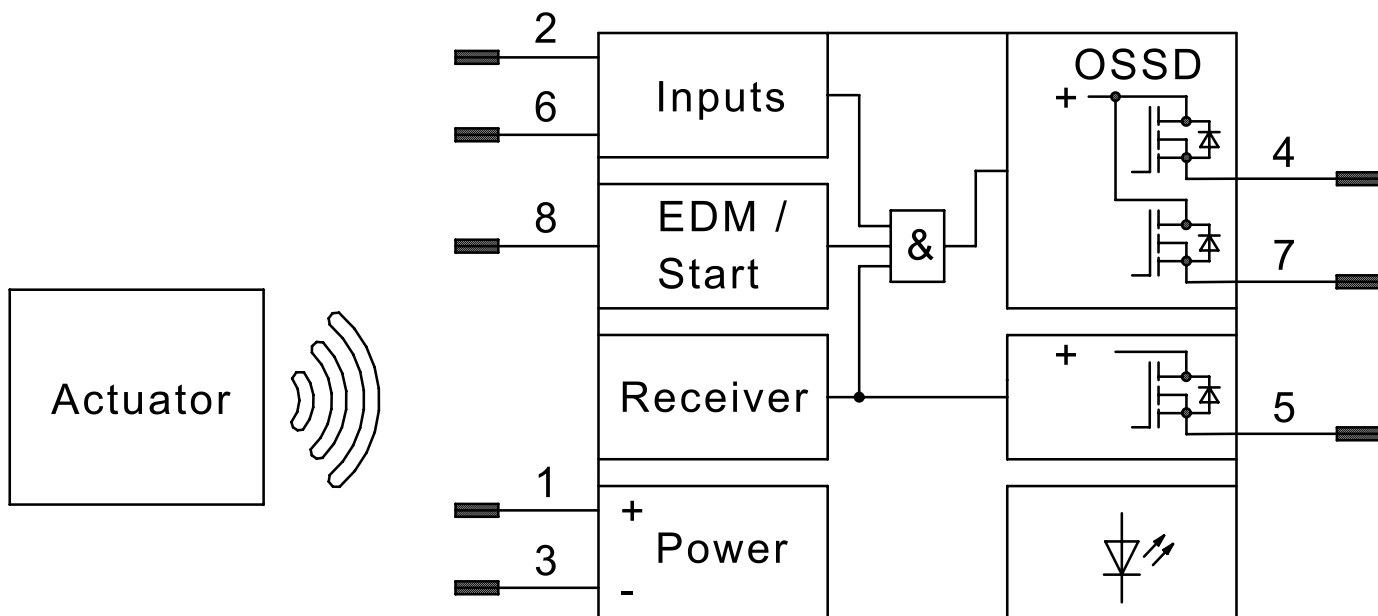 2
Inputs
6
8
EDM /
Start
&
OSSD
+
4
7
Actuator
Receiver
+
5
1
+
Power
3
-